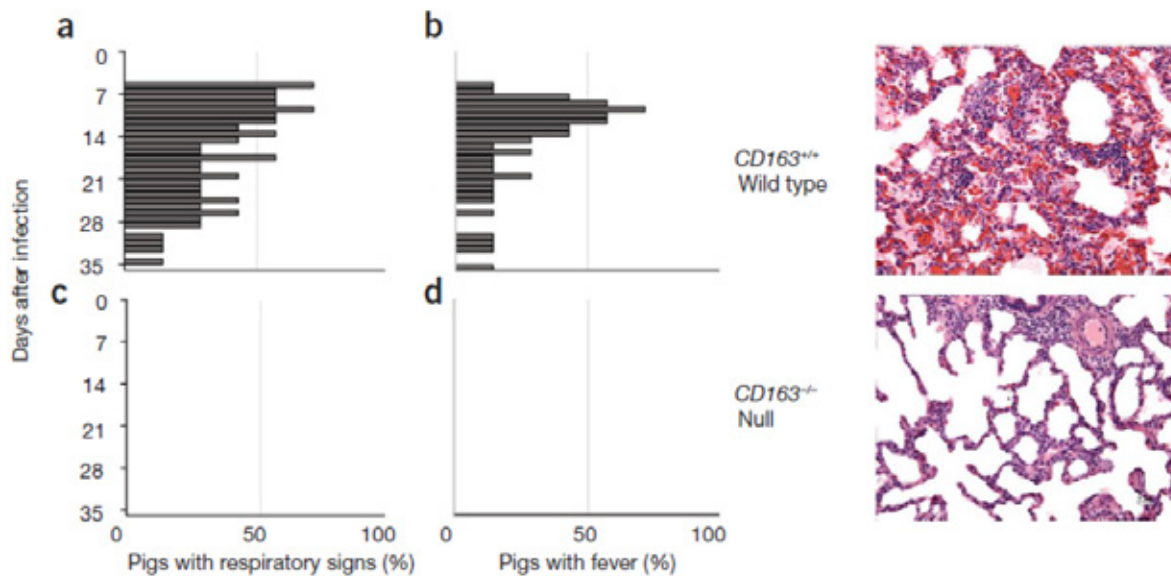 a
b
0
7
14
21
28
35
CD163+/+
Wild type
Days after infection
c
d
0
7
14
21
28
35
CD163−/−
Null
0
50
100
0
50
100
Pigs with respiratory signs (%)
Pigs with fever (%)